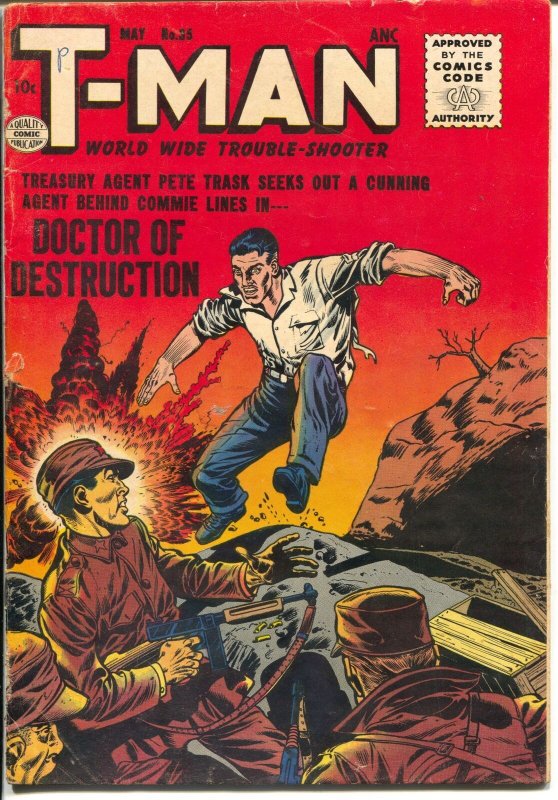 MAY No.35 ANC
P
T-MAN
10¢
A QUALITY
COMIC
PUBLICATION
APPROVED
BY THE
COMICS
CODE
CA
AUTHORITY
WORLD WIDE TROUBLE-SHOOTER
TREASURY AGENT PETE TRASK SEEKS OUT A CUNNING
AGENT BEHIND COMMIE LINES IN---
DOCTOR OF
DESTRUCTION